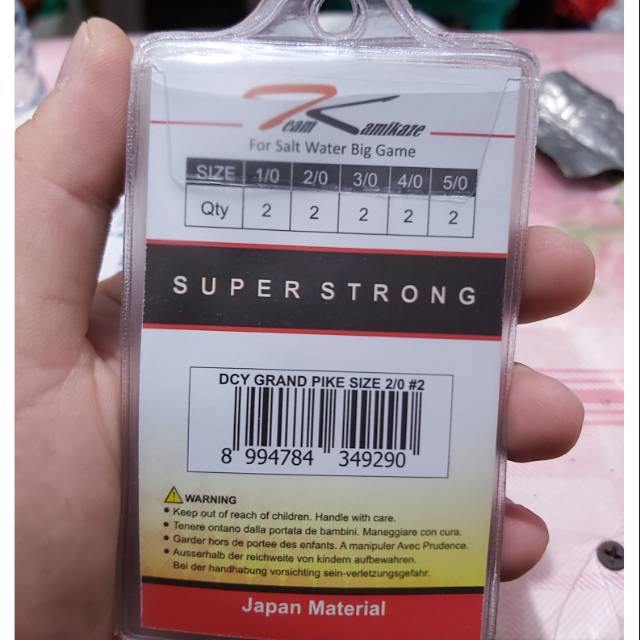 Team Kamikaze
For Salt Water Big Game
SIZE 1/0 2/0 3/0 4/0 5/0
Qty 2 2 2 2 2
SUPER STRONG
DCY GRAND PIKE SIZE 2/0 #2
8 994784 349290
WARNING
• Keep out of reach of children. Handle with care.
• Tenere ontano dalla portata de bambini. Maneggiare con cura.
• Garder hors de portee des enfants. A manipuler Avec Prudence.
• Ausserhalb der reichweite von kindern aufbewahren.
Bei der handhabung vorsichting sein-verletzungsgefahr.
Japan Material